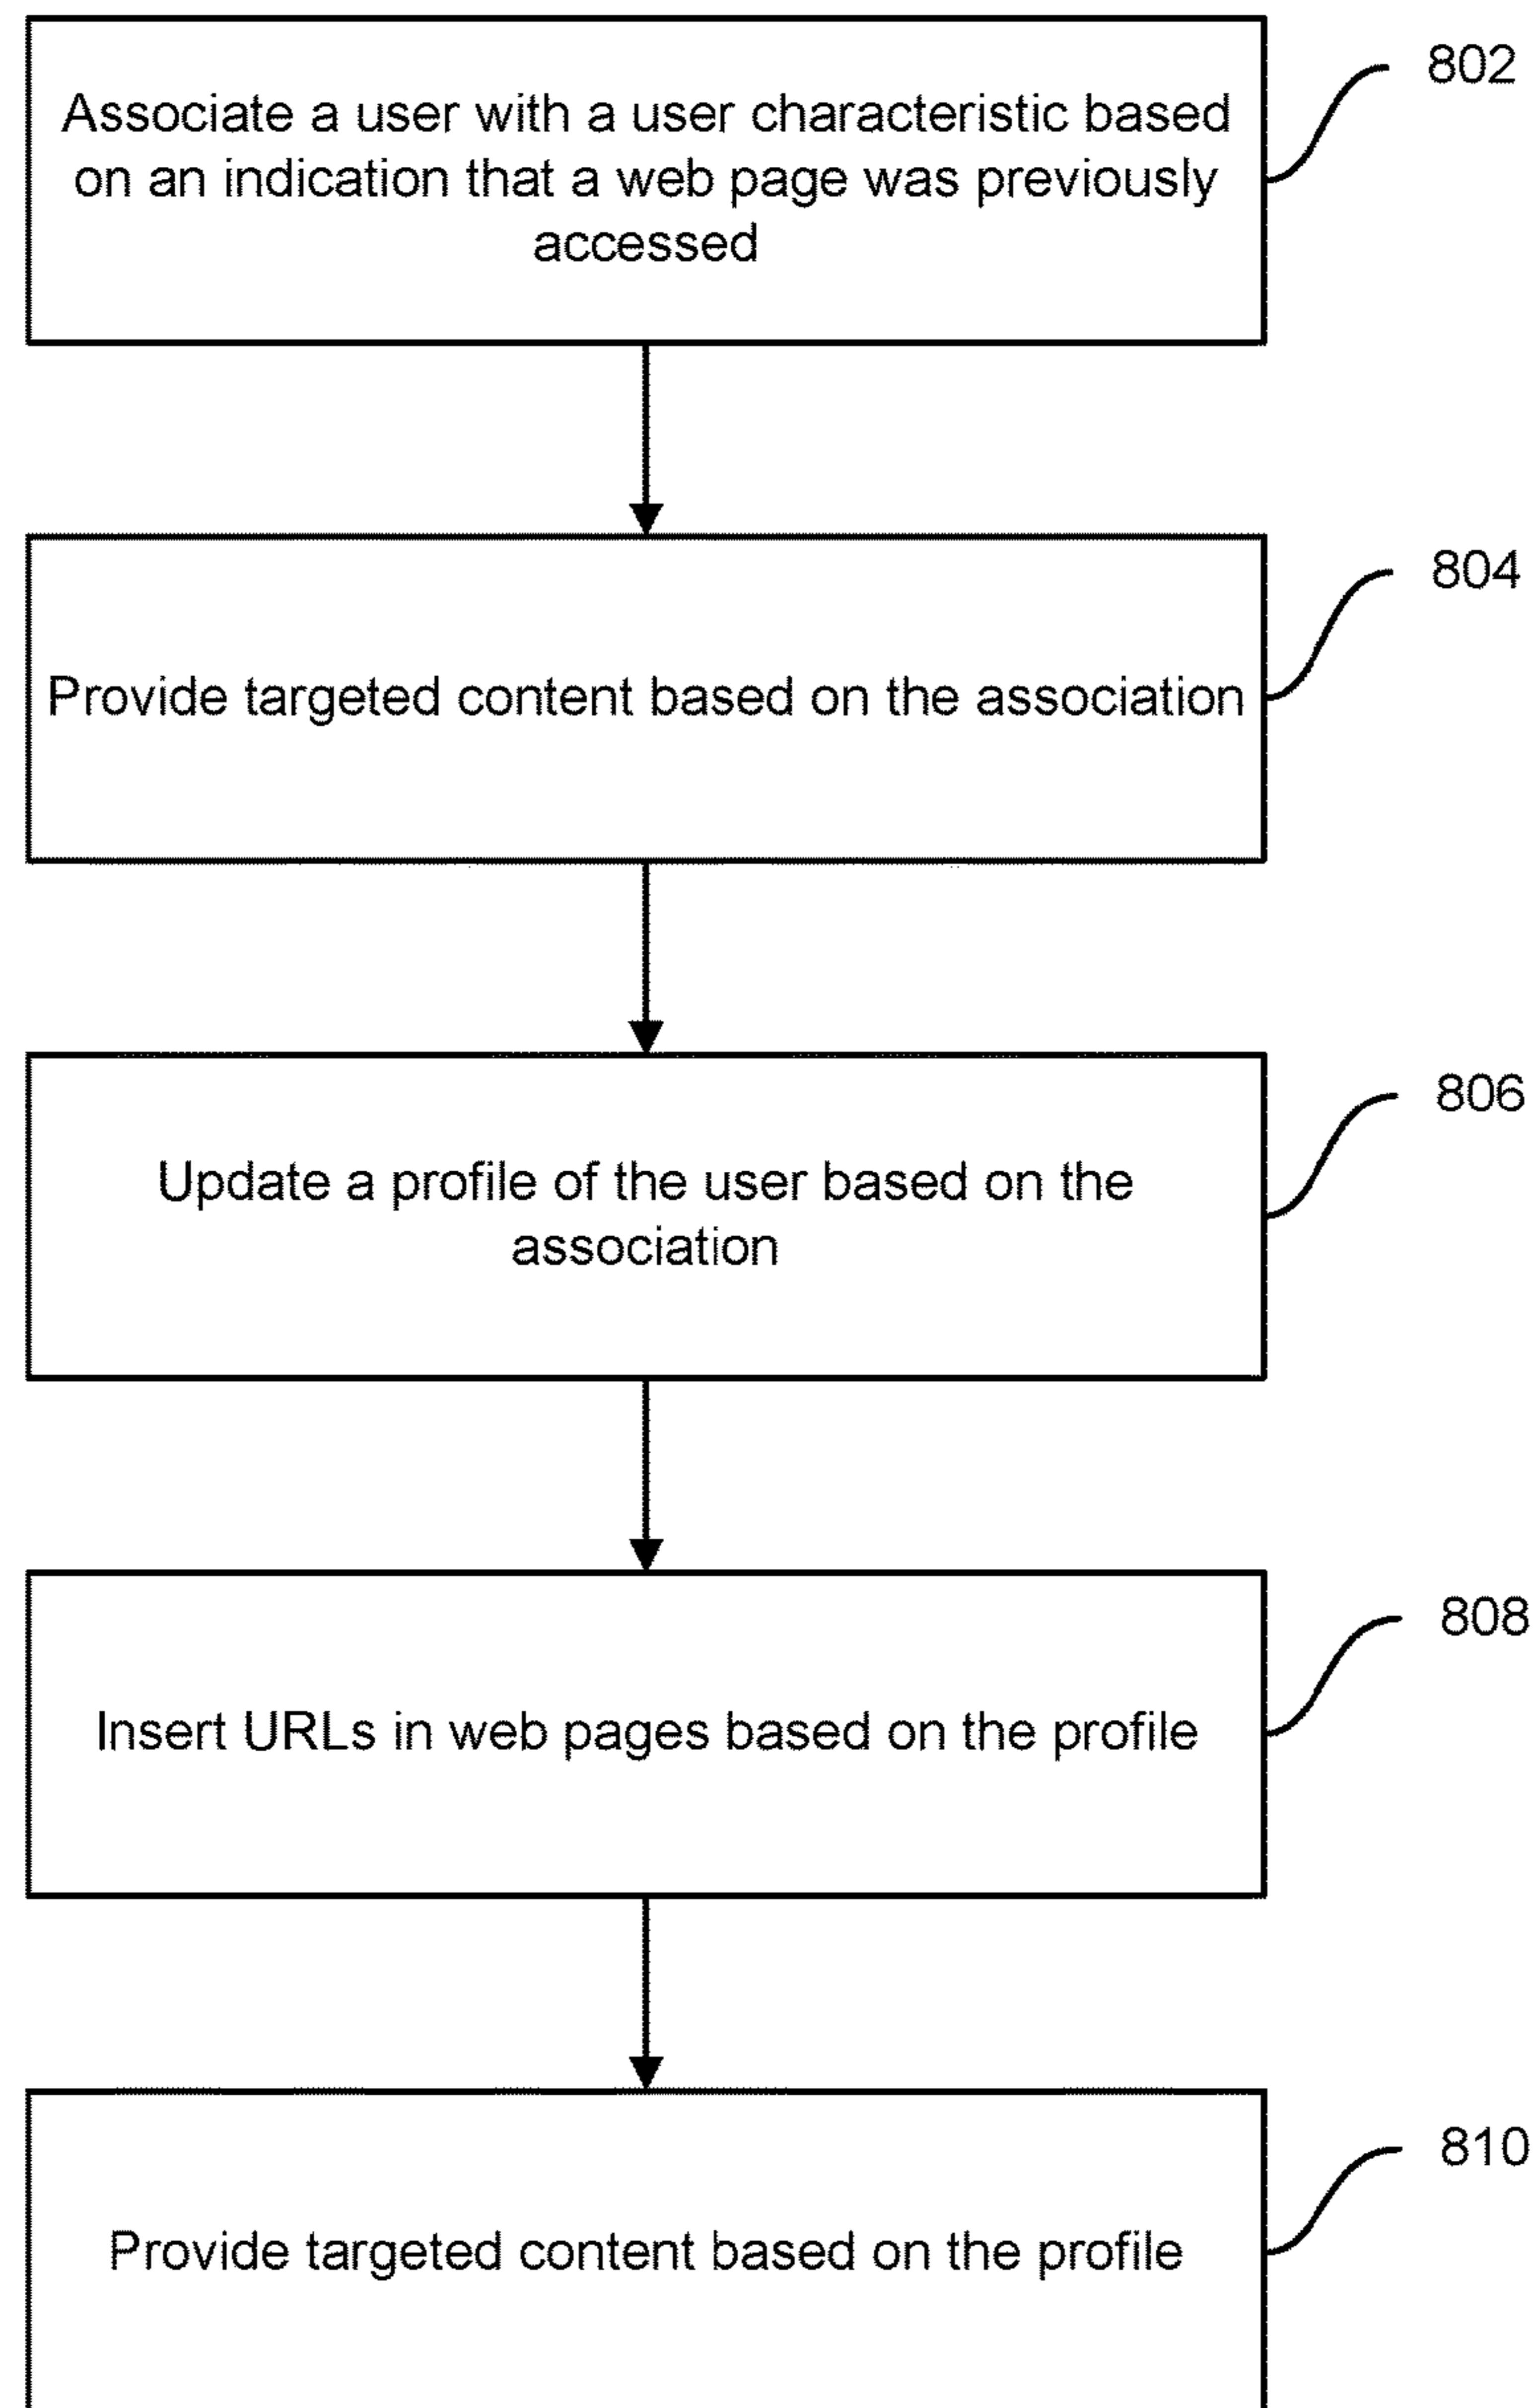 Associate a user with a user characteristic based
on an indication that a web page was previously
accessed
802
Provide targeted content based on the association
804
Update a profile of the user based on the
association
806
Insert URLs in web pages based on the profile
808
Provide targeted content based on the profile
810